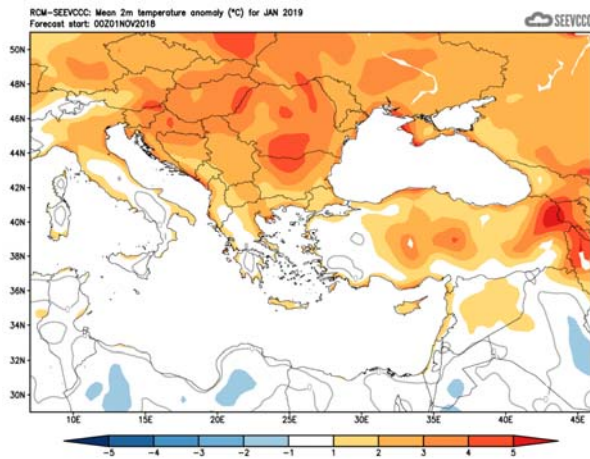 RCM-SEEVCCC: Mean 2m temperature anomaly (°C) for JAN 2019
Forecast start: 00Z01NOV2018
SEEVCCC
50N
48N
46N
44N
42N
40N
38N
36N
34N
32N
30N
10E 15E 20E 25E 30E 35E 40E 45E
-5 -4 -3 -2 -1 1 2 3 4 5